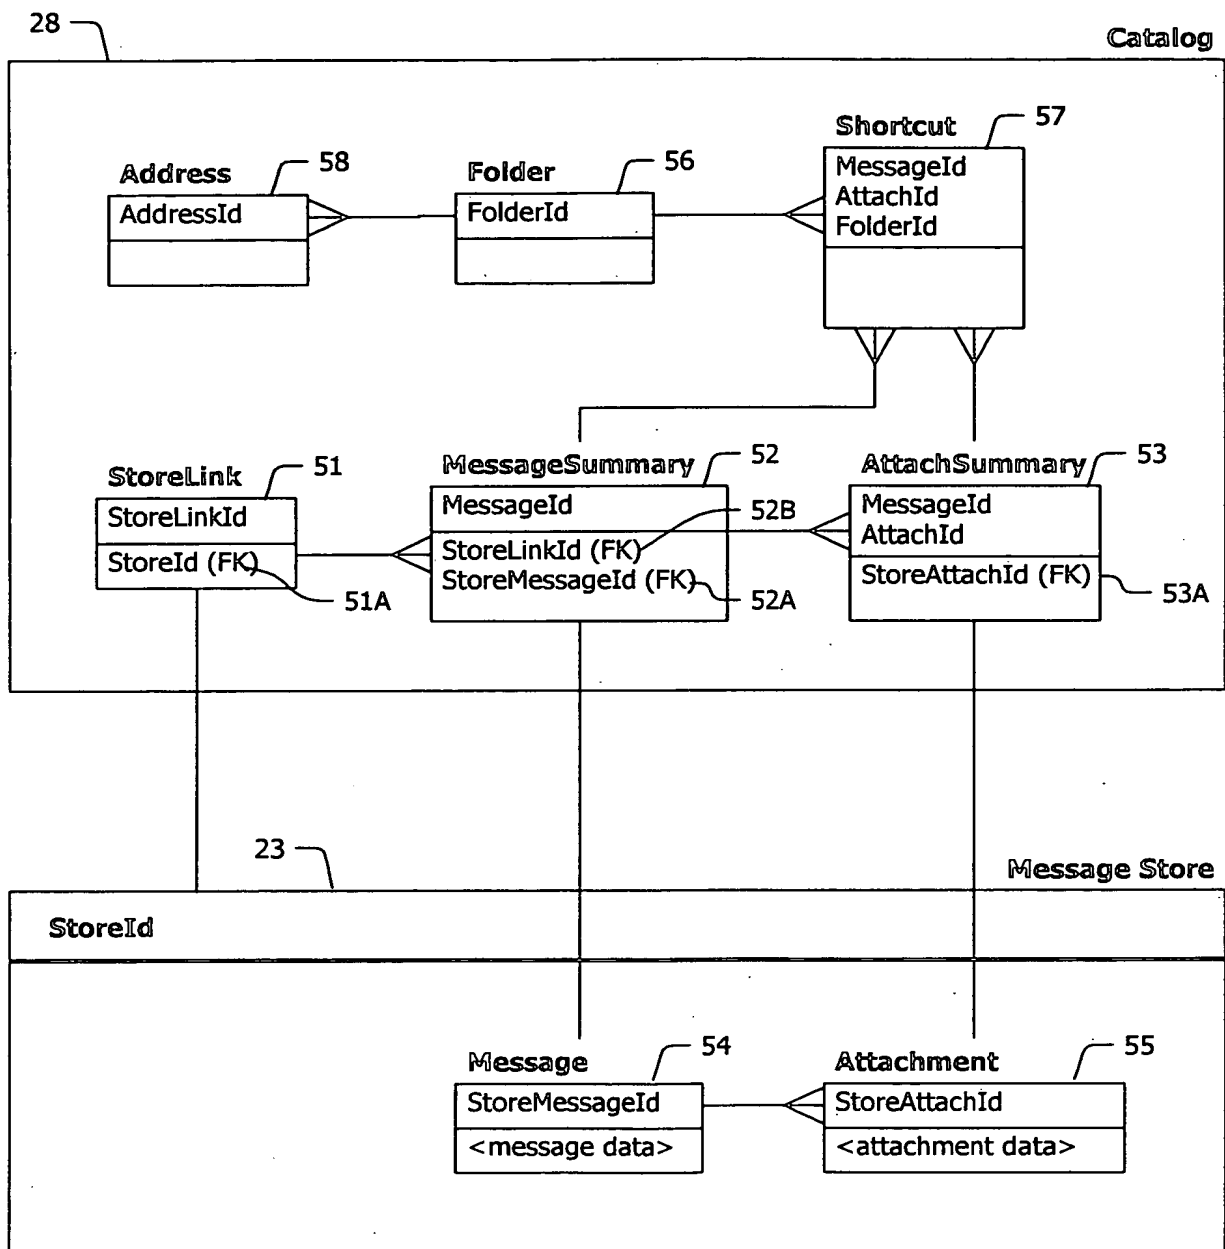 28
Catalog
Shortcut
57
MessageId
AttachId
FolderId
Address
58
AddressId
Folder
56
FolderId
StoreLink
51
StoreLinkId
StoreId (FK)
51A
MessageSummary
52
MessageId
52B
StoreLinkId (FK)
StoreMessageId (FK)
52A
AttachSummary
53
MessageId
AttachId
StoreAttachId (FK)
53A
23
Message Store
StoreId
Message
54
StoreMessageId
<message data>
Attachment
55
StoreAttachId
<attachment data>